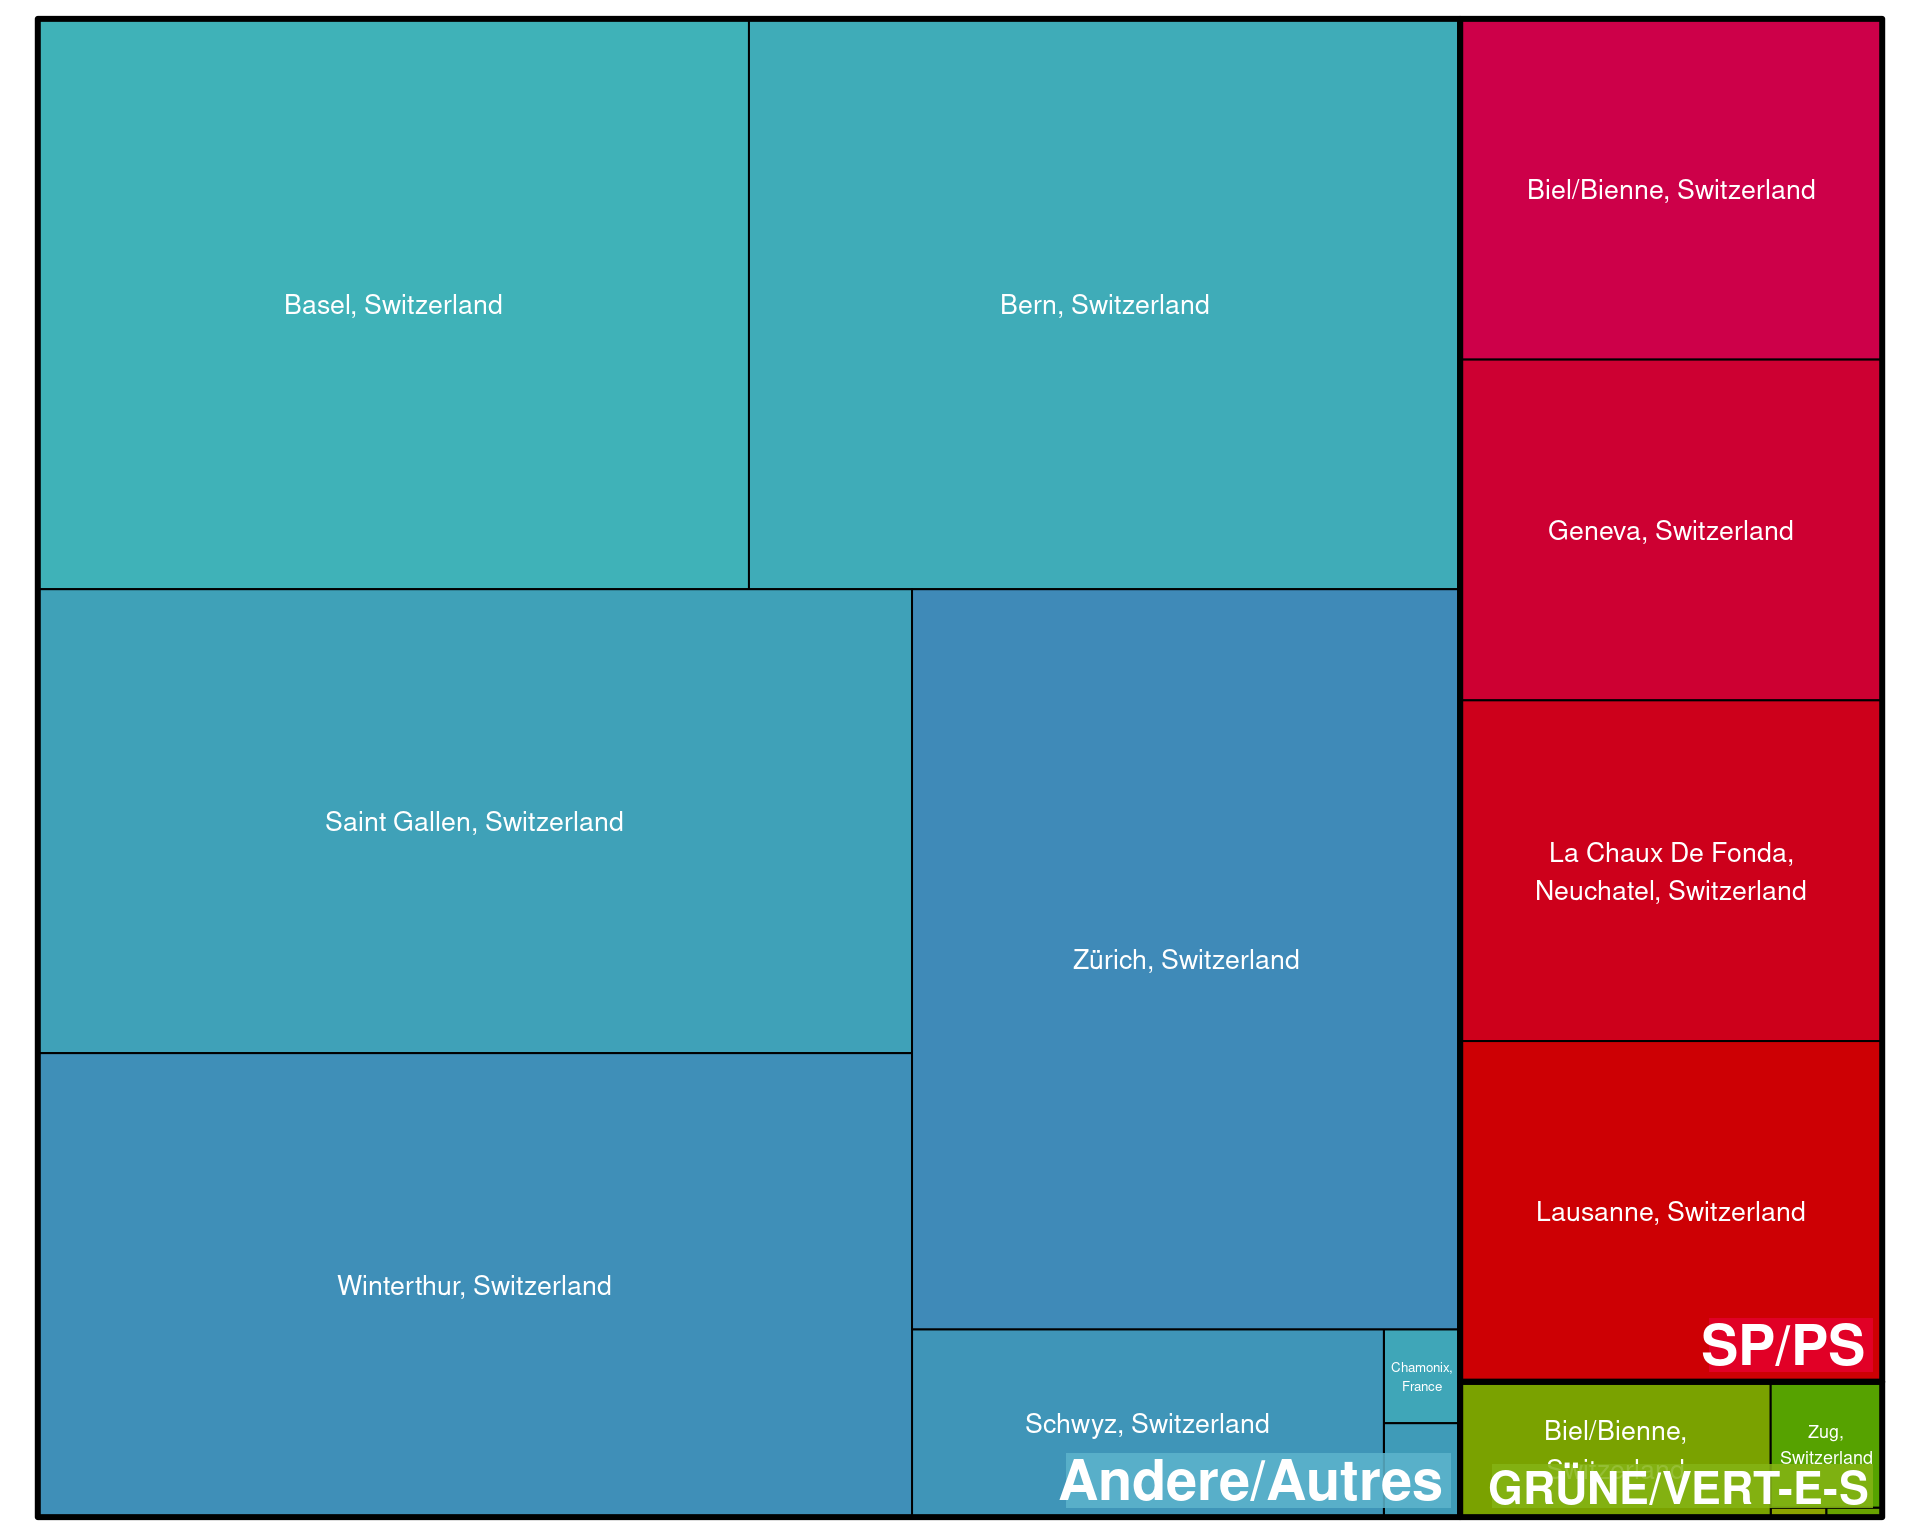 Basel, Switzerland
Bern, Switzerland
Biel/Bienne, Switzerland
Geneva, Switzerland
Saint Gallen, Switzerland
La Chaux De Fonda,
Neuchatel, Switzerland
Zürich, Switzerland
Lausanne, Switzerland
Winterthur, Switzerland
SP/PS
Chamonix,
France
Schwyz, Switzerland
Andere/Autres
Biel/Bienne,
Switzerland
Zug,
Switzerland
GRÜNE/VERT-E-S